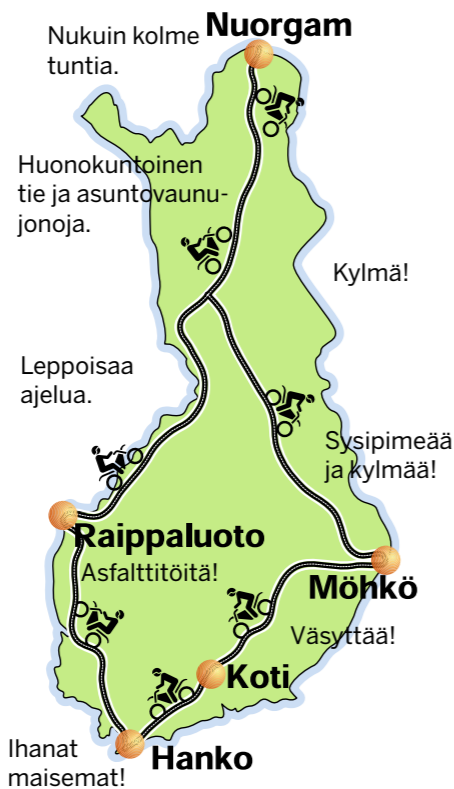 Nukuin kolme
tuntia.
Nuorgam
Huonokuntoinen
tie ja asuntovaunu-
jonoja.
Kylmä!
Leppoisaa
ajelua.
Sysipimeää
ja kylmää!
Raippaluoto
Asfalttitöitä!
Möhkö
Väsyttää!
Koti
Ihanat
maisemat!
Hanko